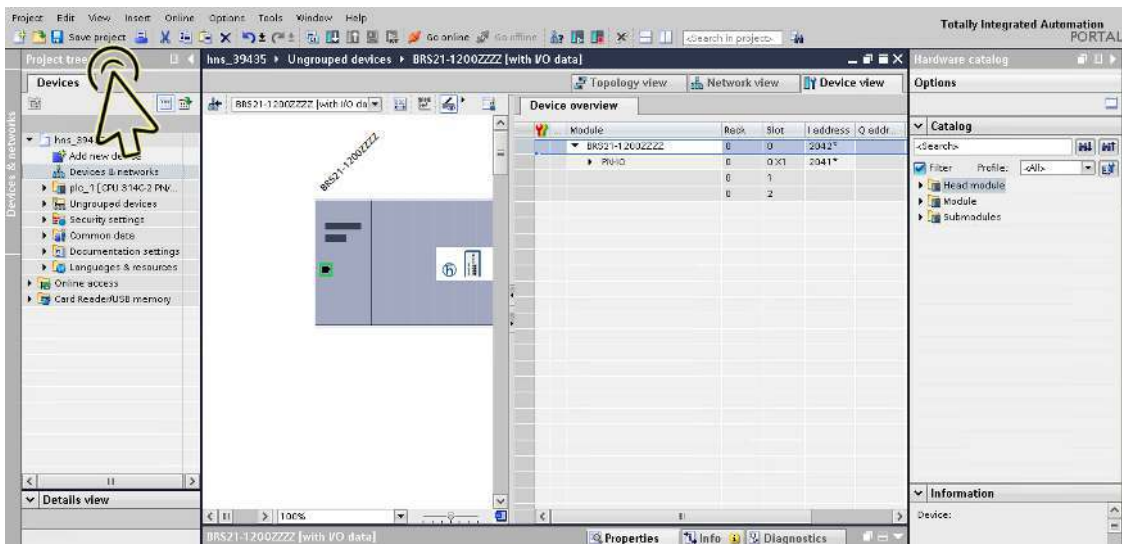 Project Edit View Insert Online Options Tools Window Help
Totally Integrated Automation
PORTAL
Save project
Go online
Go offline
<Search in project>
Project tree
hns_39435 ▸ Ungrouped devices ▸ BRS21-1200ZZZZ [with I/O data]
Hardware catalog
Devices
Topology view
Network view
Device view
Options
BRS21-1200ZZZZ [with I/O da
Device overview
Devices & networks
Module Rack Slot I address Q addr...
BRS21-1200ZZZZ 0 0 2042*
PN-IO 0 0 X1 2041*
0 1
0 2
Catalog
<Search>
Filter Profile: <All>
Head module
Module
Submodules
BRS21-1200ZZZZ
Add new
Devices & networks
plc_1 [CPU 314C-2 PN/...
Ungrouped devices
Security settings
Common data
Documentation settings
Languages & resources
Online access
Card Reader/USB memory
Details view
100%
Information
Device:
BRS21-1200ZZZZ [with I/O data]
Properties
Info
Diagnostics